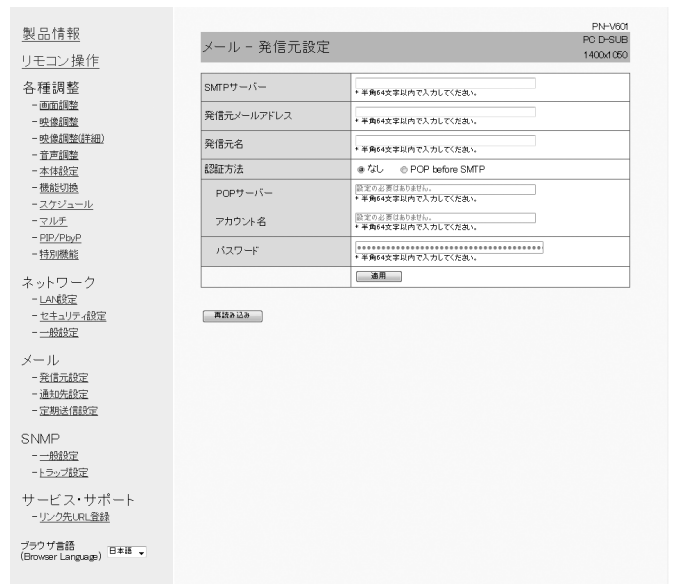 製品情報
リモコン操作
各種調整
－画面調整
－映像調整
－映像調整(詳細)
－音声調整
－本体設定
－機能切換
－スケジュール
－マルチ
－PIP/PbyP
－特別機能
ネットワーク
－LAN設定
－セキュリティ設定
－一般設定
メール
－発信元設定
－通知先設定
－定期送信設定
SNMP
－一般設定
－トラップ設定
サービス・サポート
－リンク先URL登録
ブラウザ言語
(Browser Language) 日本語
PN-V601
メール - 発信元設定
PC D-SUB
1400x1050
SMTPサーバー
* 半角64文字以内で入力してください。
発信元メールアドレス
* 半角64文字以内で入力してください。
発信元名
* 半角64文字以内で入力してください。
認証方法 なし POP before SMTP
POPサーバー 設定の必要はありません。
* 半角64文字以内で入力してください。
アカウント名 設定の必要はありません。
* 半角64文字以内で入力してください。
パスワード
* 半角64文字以内で入力してください。
適用
再読み込み